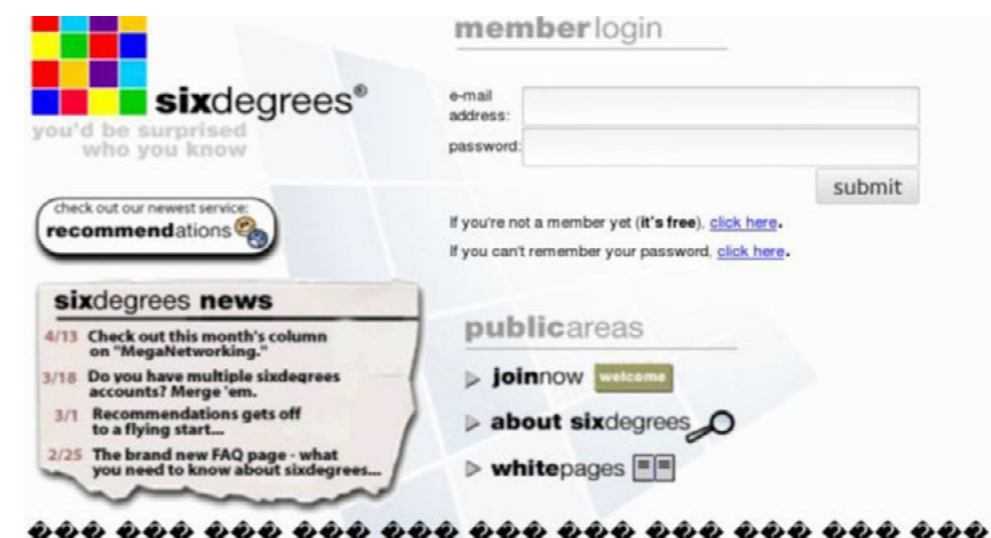 sixdegrees®
you'd be surprised
who you know
check out our newest service:
recommendations
sixdegrees news
4/13 Check out this month's column
on "MegaNetworking."
3/18 Do you have multiple sixdegrees
accounts? Merge 'em.
3/1 Recommendations gets off
to a flying start...
2/25 The brand new FAQ page - what
you need to know about sixdegrees...
memberlogin
e-mail
address:
password:
submit
If you're not a member yet (it's free), click here.
If you can't remember your password, click here.
publicareas
joinnow welcome
about sixdegrees
whitepages
��� ��� ��� ��� ��� ��� ��� ��� ��� ��� ���